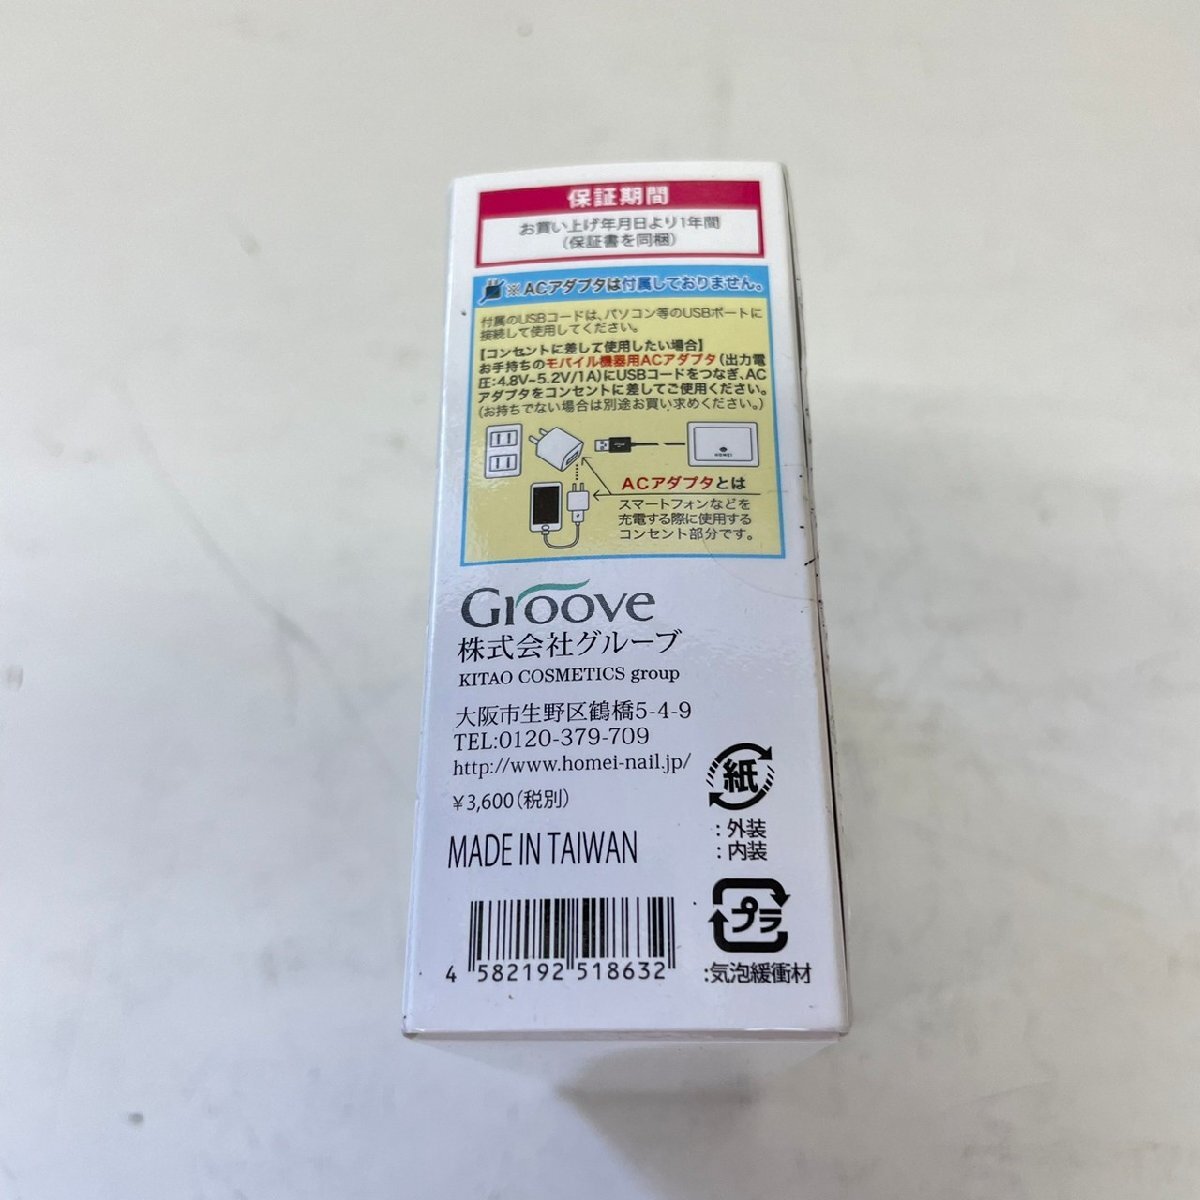 保証期間
お買い上げ年月日より1年間
(保証書を同梱)
※ACアダプタは付属しておりません。
付属のUSBコードは、パソコン等のUSBポートに
接続して使用してください。
【コンセントに差して使用したい場合】
お手持ちのモバイル機器用ACアダプタ(出力電
圧:4.8V~5.2V/1A)にUSBコードをつなぎ、AC
アダプタをコンセントに差してご使用ください。
(お持ちでない場合は別途お買い求めください。)
HOMEI
ACアダプタとは
スマートフォンなどを
充電する際に使用する
コンセント部分です。
Groove
株式会社グルーブ
KITAO COSMETICS group
大阪市生野区鶴橋5-4-9
TEL:0120-379-709
http://www.homei-nail.jp/
¥3,600(税別)
MADE IN TAIWAN
4 582192 518632
紙
:外装
:内装
プラ
:気泡緩衝材